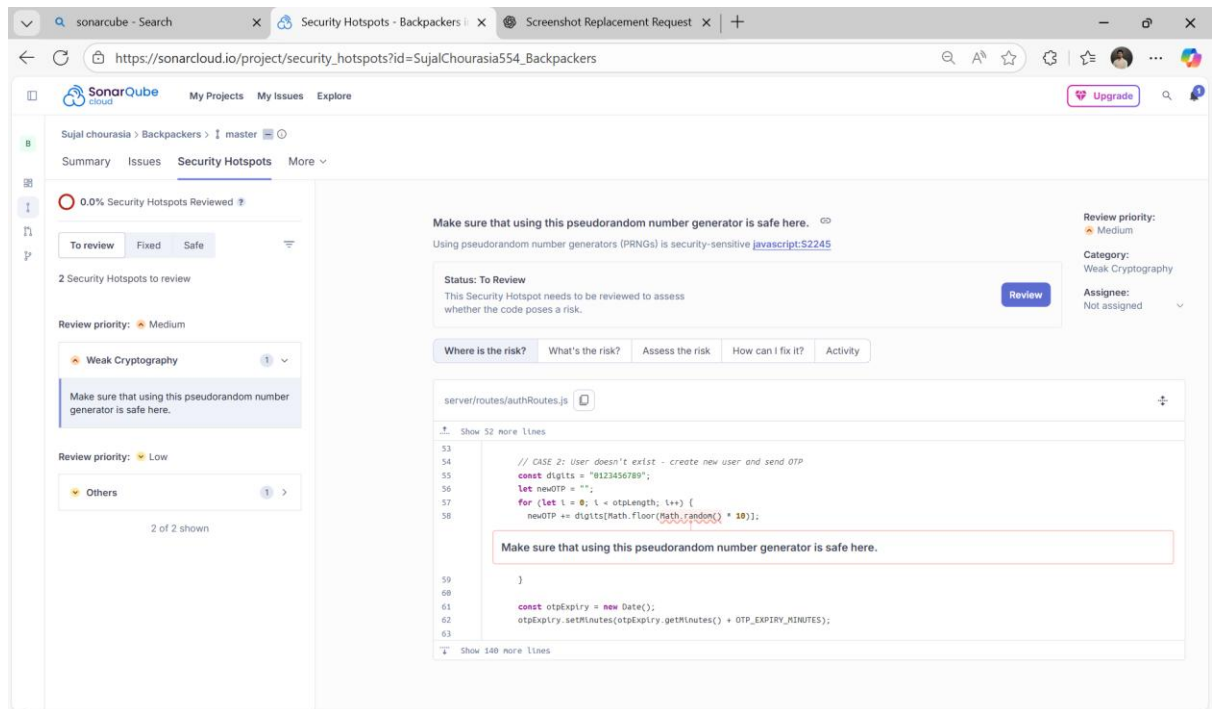 sonarcube - Search
Security Hotspots - Backpackers i
Screenshot Replacement Request
https://sonarcloud.io/project/security_hotspots?id=SujalChourasia554_Backpackers
SonarQube cloud
My Projects My Issues Explore
Upgrade
1
B
Sujal chourasia > Backpackers > master
Summary Issues Security Hotspots More
0.0% Security Hotspots Reviewed ?
To review Fixed Safe
2 Security Hotspots to review
Review priority: Medium
Weak Cryptography 1
Make sure that using this pseudorandom number
generator is safe here.
Review priority: Low
Others 1
2 of 2 shown
Make sure that using this pseudorandom number generator is safe here.
Using pseudorandom number generators (PRNGs) is security-sensitive javascript:S2245
Status: To Review
This Security Hotspot needs to be reviewed to assess
whether the code poses a risk.
Review
Review priority:
Medium
Category:
Weak Cryptography
Assignee:
Not assigned
Where is the risk? What's the risk? Assess the risk How can I fix it? Activity
server/routes/authRoutes.js
Show 52 more lines
53
54 // CASE 2: User doesn't exist - create new user and send OTP
55 const digits = "0123456789";
56 let newOTP = "";
57 for (let i = 0; i < otpLength; i++) {
58 newOTP += digits[Math.floor(Math.random() * 10)];
Make sure that using this pseudorandom number generator is safe here.
59 }
60
61 const otpExpiry = new Date();
62 otpExpiry.setMinutes(otpExpiry.getMinutes() + OTP_EXPIRY_MINUTES);
63
Show 140 more lines